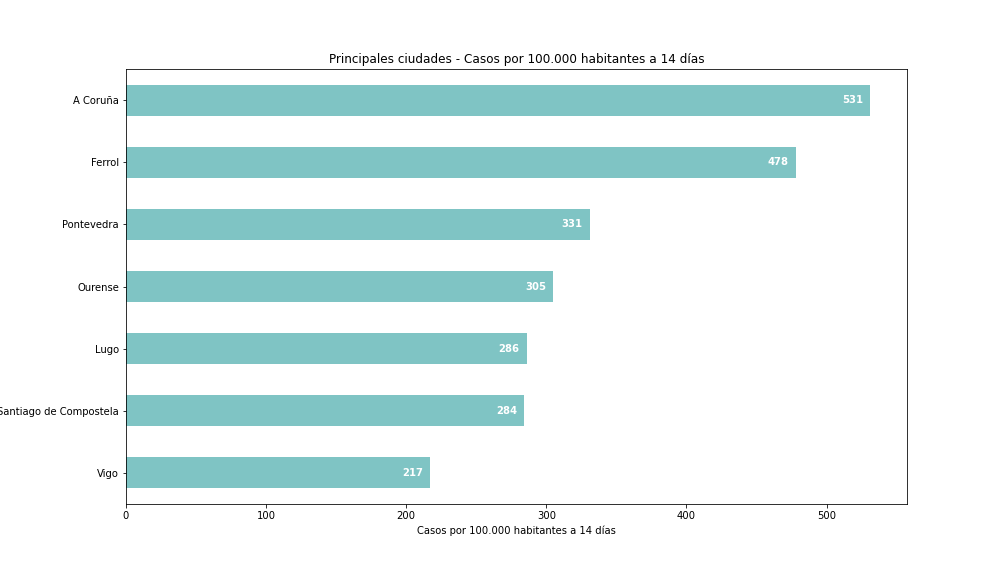 Principales ciudades - Casos por 100.000 habitantes a 14 días
A Coruña 531
Ferrol 478
Pontevedra 331
Ourense 305
Lugo 286
Santiago de Compostela 284
Vigo 217
0 100 200 300 400 500
Casos por 100.000 habitantes a 14 días